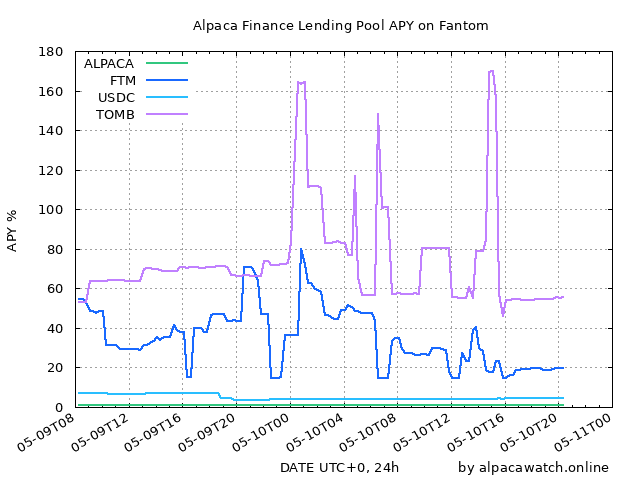 Alpaca Finance Lending Pool APY on Fantom
APY %
180
160
140
120
100
80
60
40
20
0
ALPACA
FTM
USDC
TOMB
05-09T08
05-09T12
05-09T16
05-09T20
05-10T00
05-10T04
05-10T08
05-10T12
05-10T16
05-10T20
05-11T00
DATE UTC+0, 24h
by alpacawatch.online